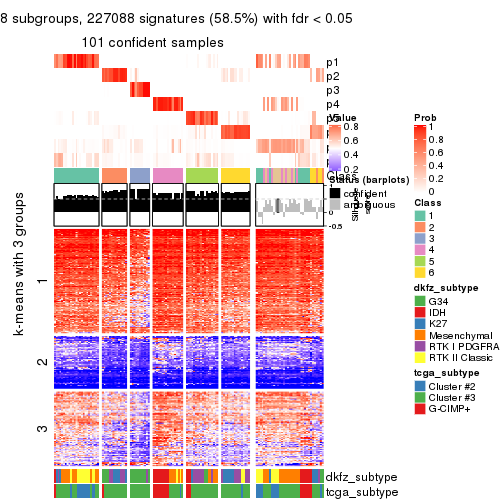 8 subgroups, 227088 signatures (58.5%) with fdr < 0.05
101 confident samples
p1
p2
p3
p4
Value
0.8
0.6
0.4
0.2
Class
Status (barplots)
confident
ambiguous
1
-0.5
k-means with 3 groups
1
2
3
Prob
1
0.8
0.6
0.4
0.2
0
Class
1
2
3
4
5
6
dkfz_subtype
G34
IDH
K27
Mesenchymal
RTK I PDGFRA
RTK II Classic
tcga_subtype
Cluster #2
Cluster #3
G-CIMP+
dkfz_subtype
tcga_subtype